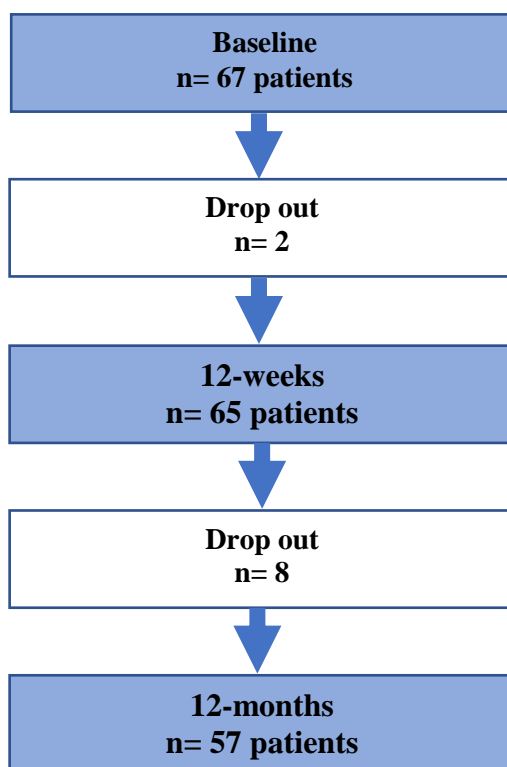 Baseline
n= 67 patients
Drop out
n= 2
12-weeks
n= 65 patients
Drop out
n= 8
12-months
n= 57 patients